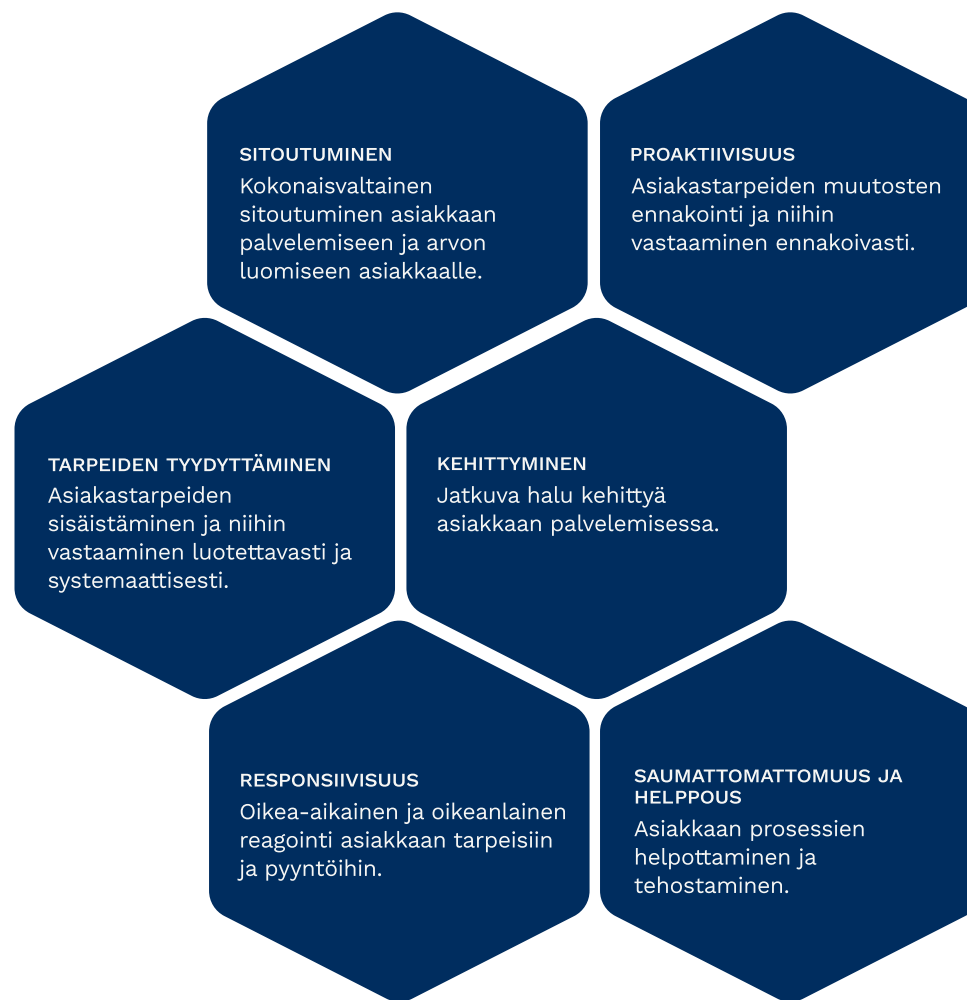 SITOUTUMINEN
Kokonaisvaltainen
sitoutuminen asiakkaan
palvelemiseen ja arvon
luomiseen asiakkaalle.
PROAKTIIVISUUS
Asiakastarpeiden muutosten
ennakointi ja niihin
vastaaminen ennakoivasti.
TARPEIDEN TYYDYTTÄMINEN
Asiakastarpeiden
sisäistäminen ja niihin
vastaaminen luotettavasti ja
systemaattisesti.
KEHITTYMINEN
Jatkuva halu kehittyä
asiakkaan palvelemisessa.
RESPONSIIVISUUS
Oikea-aikainen ja oikeanlainen
reagointi asiakkaan tarpeisiin
ja pyyntöihin.
SAUMATTOMATTOMUUS JA
HELPPOUS
Asiakkaan prosessien
helpottaminen ja
tehostaminen.